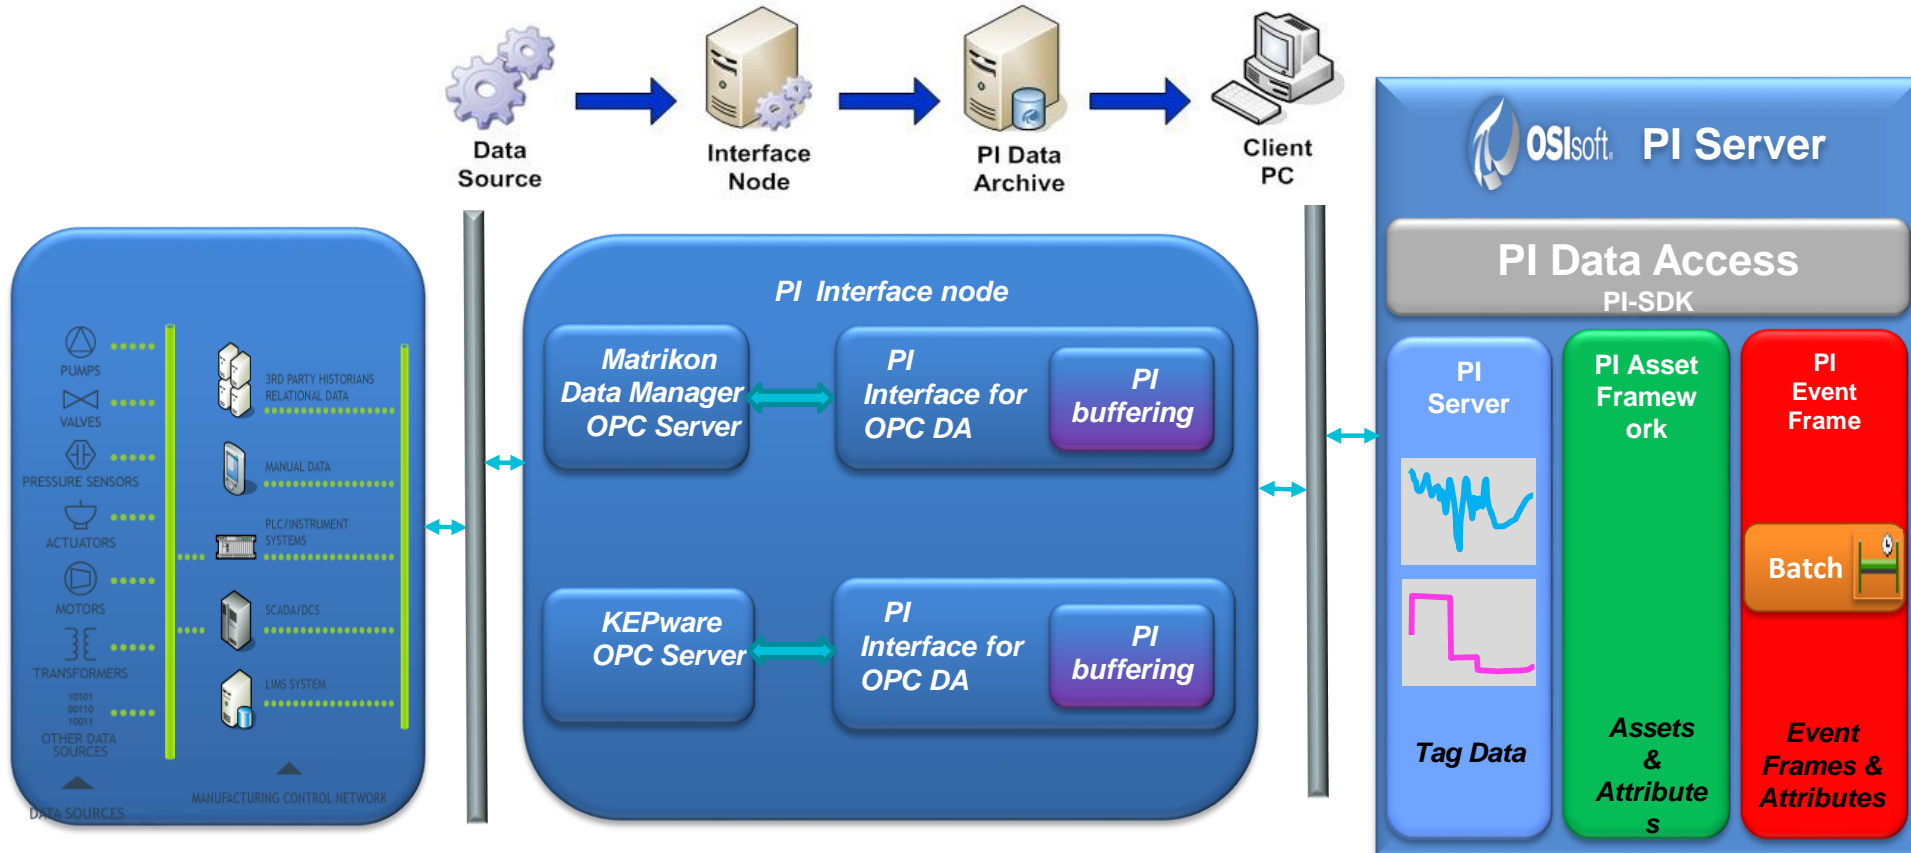 Data
Source
Interface
Node
PI Data
Archive
Client
PC
PUMPS
VALVES
PRESSURE SENSORS
ACTUATORS
MOTORS
TRANSFORMERS
10101
00110
10011
OTHER DATA
SOURCES
DATA SOURCES
3RD PARTY HISTORIANS
RELATIONAL DATA
MANUAL DATA
PLC/INSTRUMENT
SYSTEMS
SCADA/DCS
LIMS SYSTEM
MANUFACTURING CONTROL NETWORK
PI Interface node
Matrikon
Data Manager
OPC Server
PI
Interface for
OPC DA
PI
buffering
KEPware
OPC Server
PI
Interface for
OPC DA
PI
buffering
OSIsoft. PI Server
PI Data Access
PI-SDK
PI
Server
Tag Data
PI Asset
Framew
ork
Assets
&
Attribute
s
PI
Event
Frame
Batch
Event
Frames &
Attributes